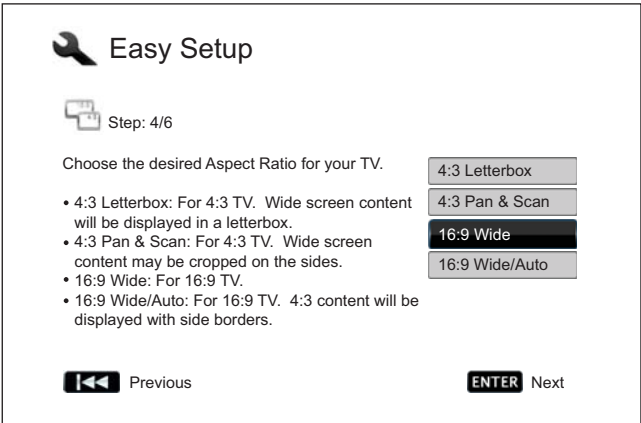 Easy Setup
Step: 4/6
Choose the desired Aspect Ratio for your TV.
• 4:3 Letterbox: For 4:3 TV.  Wide screen content
will be displayed in a letterbox.
• 4:3 Pan & Scan: For 4:3 TV.  Wide screen
content may be cropped on the sides.
• 16:9 Wide: For 16:9 TV.
• 16:9 Wide/Auto: For 16:9 TV.  4:3 content will be
displayed with side borders.
4:3 Letterbox
4:3 Pan & Scan
16:9 Wide
16:9 Wide/Auto
Previous
ENTER Next